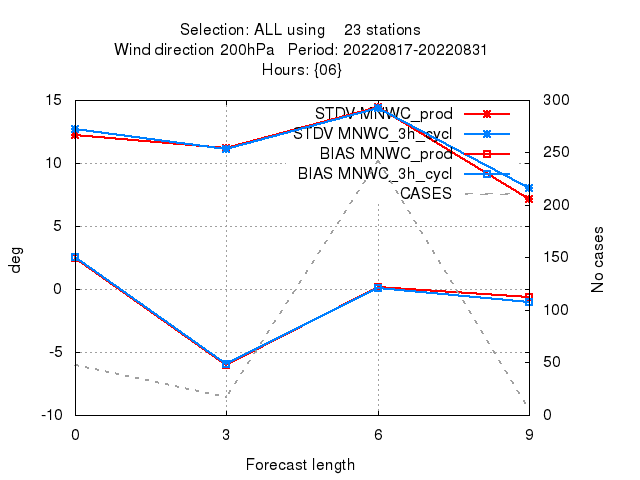 Selection: ALL using    23 stations
Wind direction 200hPa   Period: 20220817-20220831
Hours: {06}
STDV MNWC_prod
STDV MNWC_3h_cycl
BIAS MNWC_prod
BIAS MNWC_3h_cycl
CASES
15
10
5
0
-5
-10
deg
300
250
200
150
100
50
0
No cases
0
3
6
9
Forecast length